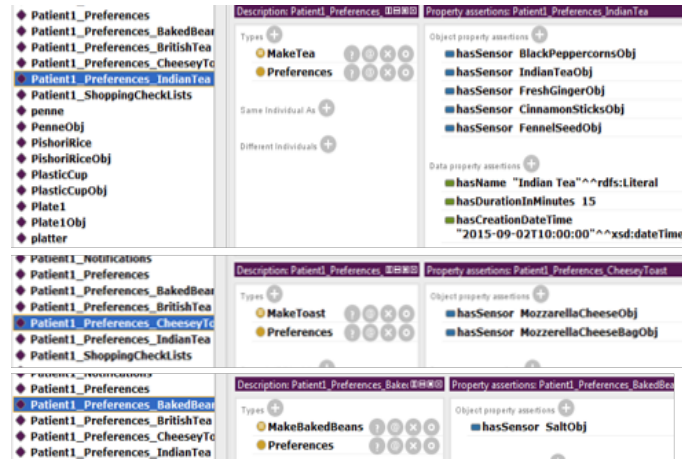 Patient1_Preferences
Patient1_Preferences_BakedBear
Patient1_Preferences_BritishTea
Patient1_Preferences_CheeseyTo
Patient1_Preferences_IndianTea
Patient1_ShoppingCheckLists
penne
PenneObj
PishoriRice
PishoriRiceObj
PlasticCup
PlasticCupObj
Plate1
Plate1Obj
platter
Description: Patient1_Preferences_
Types
MakeTea
Preferences
Same Individual As
Different Individuals
Property assertions: Patient1_Preferences_IndianTea
Object property assertions
hasSensor BlackPeppercornsObj
hasSensor IndianTeaObj
hasSensor FreshGingerObj
hasSensor CinnamonSticksObj
hasSensor FennelSeedObj
Data property assertions
hasName "Indian Tea"^^rdfs:Literal
hasDurationInMinutes 15
hasCreationDateTime
"2015-09-02T10:00:00"^^xsd:dateTime
Patient1_Notifications
Patient1_Preferences
Patient1_Preferences_BakedBear
Patient1_Preferences_BritishTea
Patient1_Preferences_CheeseyTo
Patient1_Preferences_IndianTea
Patient1_ShoppingCheckLists
Description: Patient1_Preferences_
Types
MakeToast
Preferences
Property assertions: Patient1_Preferences_CheeseyToast
Object property assertions
hasSensor MozzarellaCheeseObj
hasSensor MozzerellaCheeseBagObj
Patient1_Notifications
Patient1_Preferences
Patient1_Preferences_BakedBear
Patient1_Preferences_BritishTea
Patient1_Preferences_CheeseyTo
Patient1_Preferences_IndianTea
Description: Patient1_Preferences_Baked
Types
MakeBakedBeans
Preferences
Property assertions: Patient1_Preferences_BakedBea
Object property assertions
hasSensor SaltObj